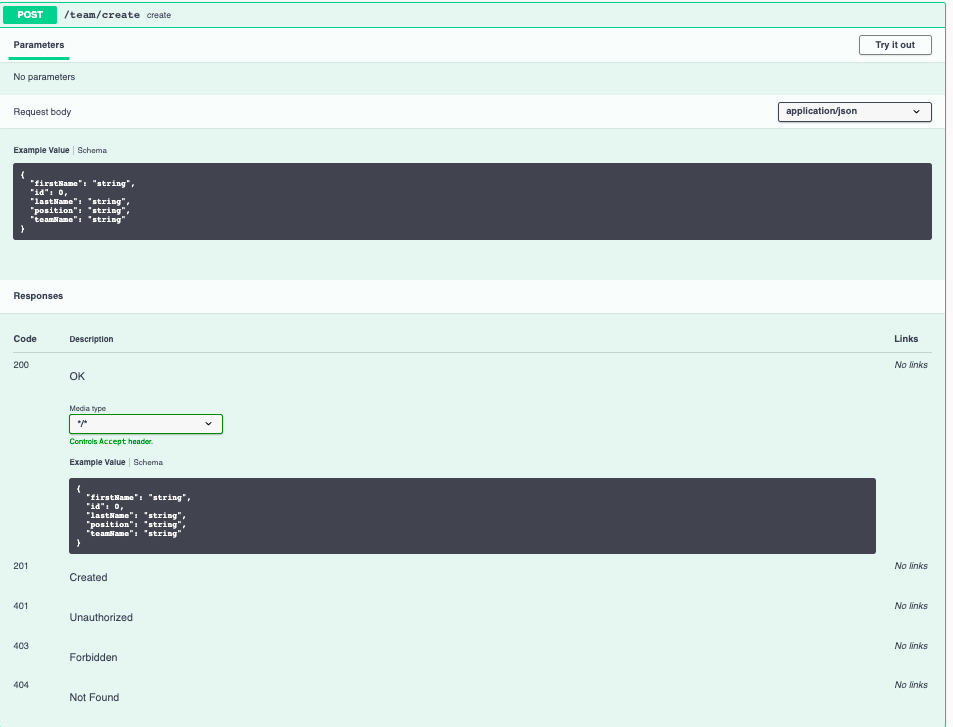 POST /team/create create
Parameters
Try it out
No parameters
Request body
application/json
Example Value | Schema
{
"firstName": "string",
"id": 0,
"lastName": "string",
"position": "string",
"teamName": "string"
}
Responses
Code Description Links
200 No links
OK
Media type
*/*
Controls Accept header.
Example Value | Schema
{
"firstName": "string",
"id": 0,
"lastName": "string",
"position": "string",
"teamName": "string"
}
201 No links
Created
401 No links
Unauthorized
403 No links
Forbidden
404 No links
Not Found